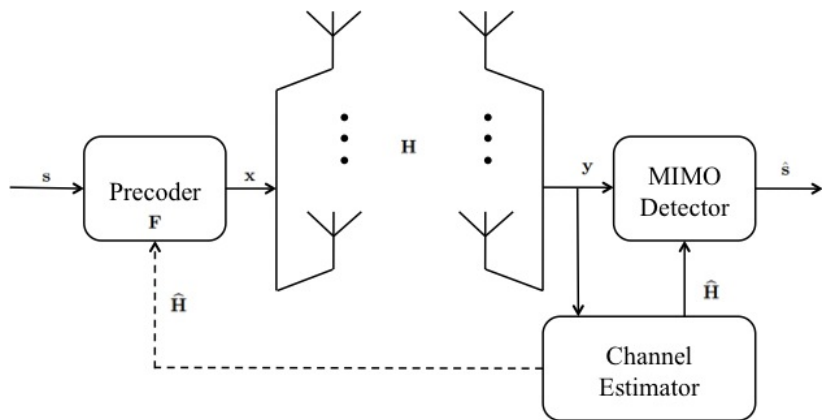 s
Precoder
F
x
H
y
MIMO
Detector
ŝ
Ĥ
Ĥ
Channel
Estimator